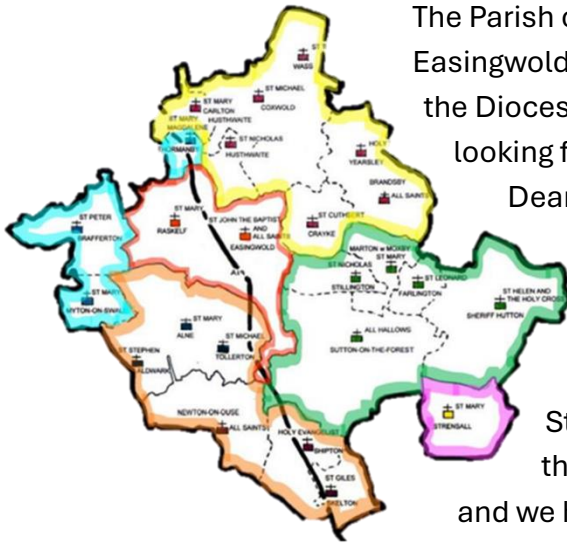 The Parish o
Easingwold
the Dioces
looking f
Dear
WASS
ST MICHAEL
COXWOLD
ST MARY
CARLTON
HUSTHWAITE
ST MARY
MAGDALENE
THORMANBY
ST NICHOLAS
HUSTHWAITE
HOLY
YEARSLEY
BRANDSBY
ALL SAINT
ST CUTHBERT
CRAYKE
ST MARY
RASKELF
ST JOHN THE BAPTIST
AND
ALL SAIN
EASINGWOLD
ST PETER
BRAFFERTON
ST MARY
MYTON-ON-SWAL
MARTON w MOXBY
ST MARY
ST NICHOLAS
STILLINGTON
ST LEONARD
FARLINGTON
ST HELEN AND
THE HOLY CROSS
SHERIFF HUTTON
ALL HALLOWS
SUTTON-ON-THE-FOREST
ST MARY
ALNE
ST MICHAEL
TOLLERTON
ST STEPHEN
ALDWARK
NEWTON-ON-OUSE
ALL SAINTS
HOLY EVANGELIST
SHIPTON
ST GILES
SKELTON
ST MARY
STRENSALL
St
th
and we h